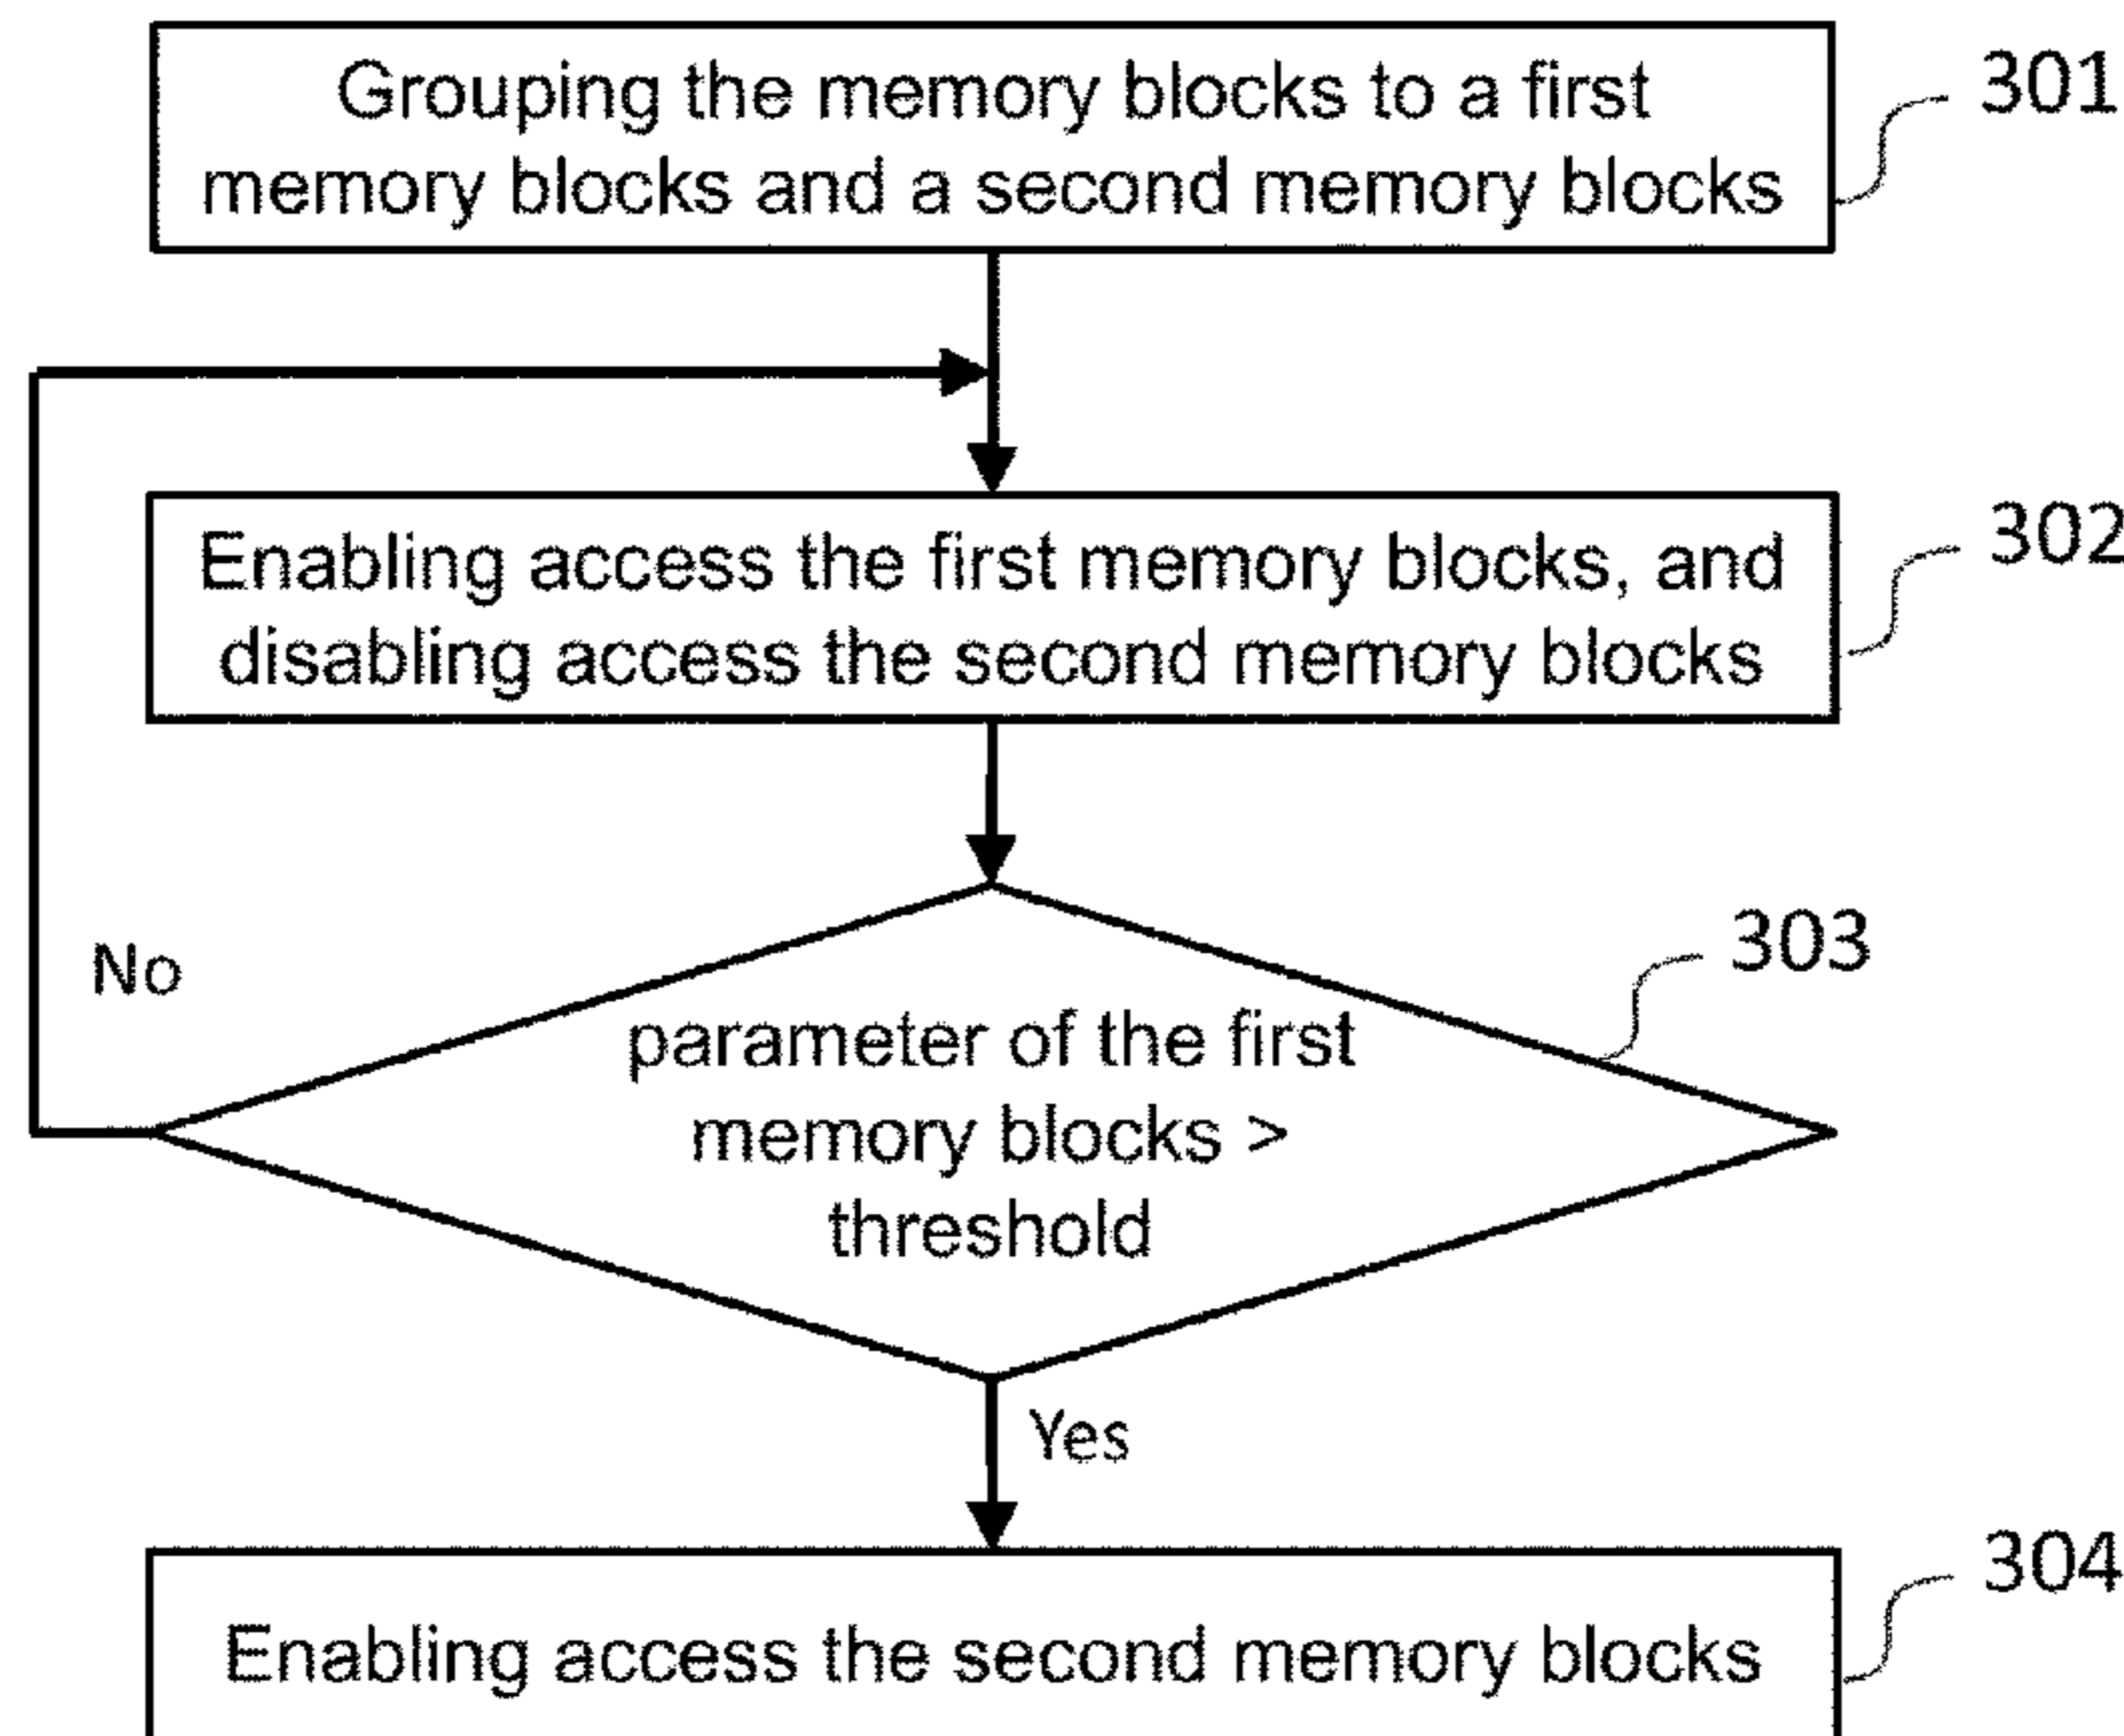 Grouping the memory blocks to a first
memory blocks and a second memory blocks
301
Enabling access the first memory blocks, and
disabling access the second memory blocks
302
No
303
parameter of the first
memory blocks >
threshold
Yes
304
Enabling access the second memory blocks